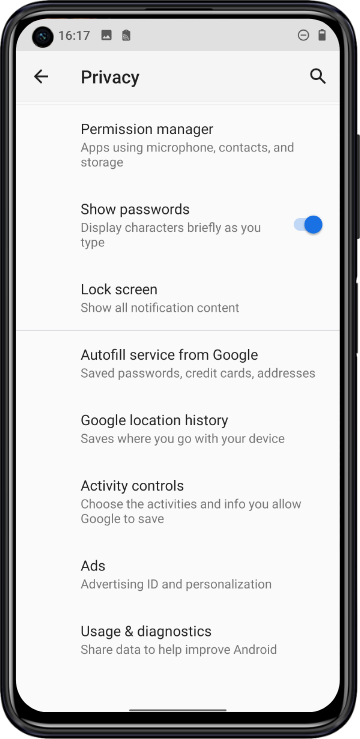 16:17
Privacy
Permission manager
Apps using microphone, contacts, and
storage
Show passwords
Display characters briefly as you
type
Lock screen
Show all notification content
Autofill service from Google
Saved passwords, credit cards, addresses
Google location history
Saves where you go with your device
Activity controls
Choose the activities and info you allow
Google to save
Ads
Advertising ID and personalization
Usage & diagnostics
Share data to help improve Android